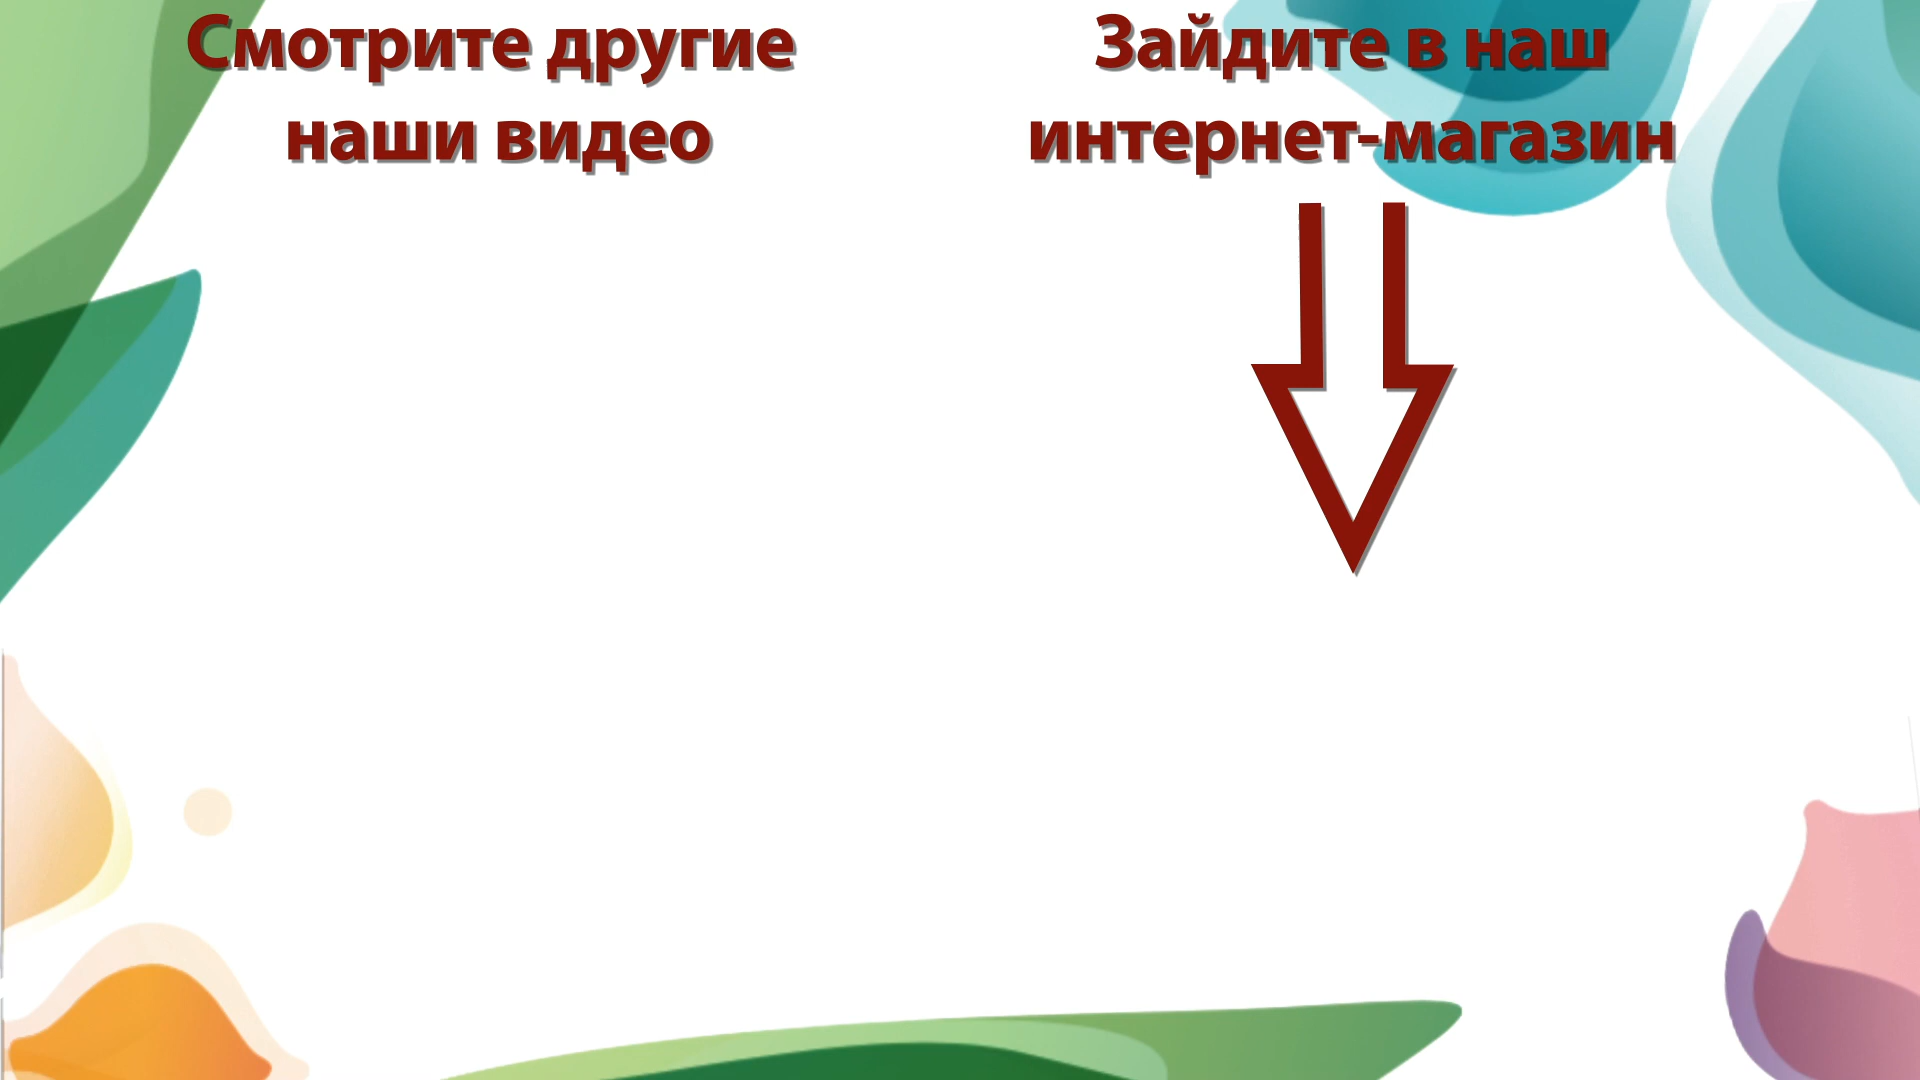 Смотрите другие
наши видео
Зайдите в наш
интернет-магазин